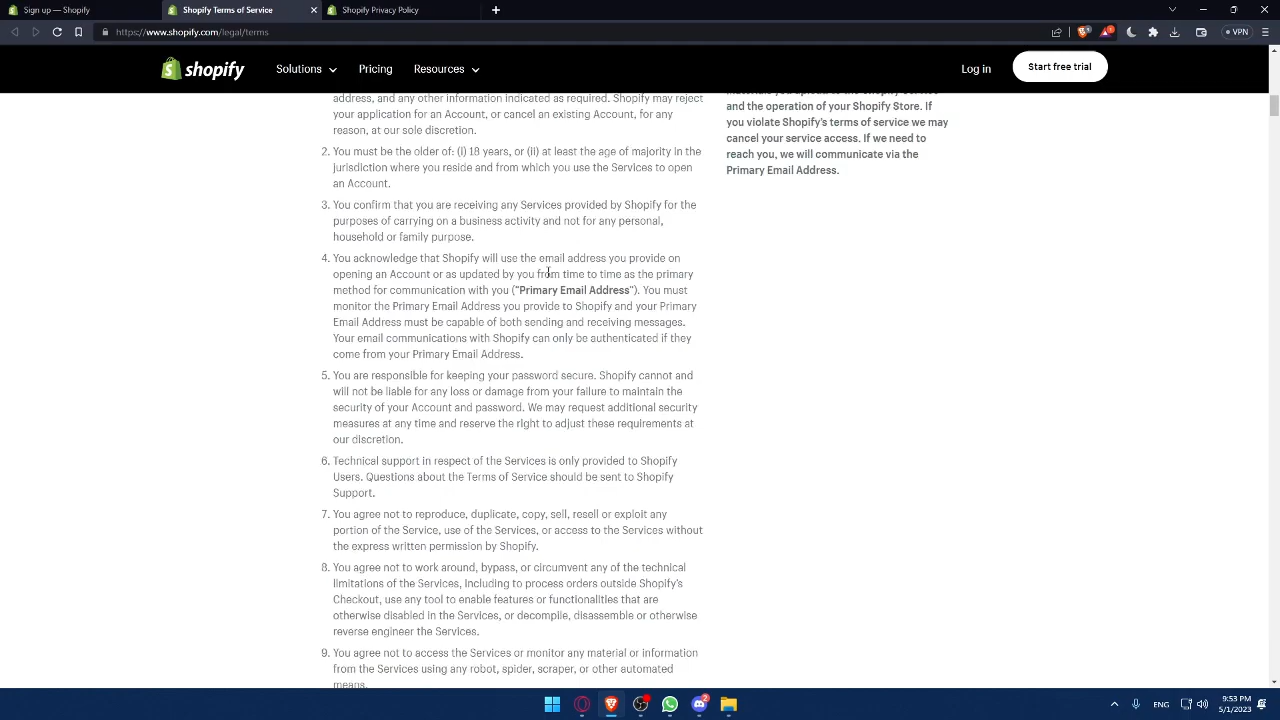 Sign up — Shopify
Shopify Terms of Service
Shopify Privacy Policy
https://www.shopify.com/legal/terms
VPN
shopify
Solutions
Pricing
Resources
Log in
Start free trial
address, and any other information indicated as required. Shopify may reject
your application for an Account, or cancel an existing Account, for any
reason, at our sole discretion.
2. You must be the older of: (i) 18 years, or (ii) at least the age of majority in the
jurisdiction where you reside and from which you use the Services to open
an Account.
3. You confirm that you are receiving any Services provided by Shopify for the
purposes of carrying on a business activity and not for any personal,
household or family purpose.
4. You acknowledge that Shopify will use the email address you provide on
opening an Account or as updated by you from time to time as the primary
method for communication with you (“Primary Email Address”). You must
monitor the Primary Email Address you provide to Shopify and your Primary
Email Address must be capable of both sending and receiving messages.
Your email communications with Shopify can only be authenticated if they
come from your Primary Email Address.
5. You are responsible for keeping your password secure. Shopify cannot and
will not be liable for any loss or damage from your failure to maintain the
security of your Account and password. We may request additional security
measures at any time and reserve the right to adjust these requirements at
our discretion.
6. Technical support in respect of the Services is only provided to Shopify
Users. Questions about the Terms of Service should be sent to Shopify
Support.
7. You agree not to reproduce, duplicate, copy, sell, resell or exploit any
portion of the Service, use of the Services, or access to the Services without
the express written permission by Shopify.
8. You agree not to work around, bypass, or circumvent any of the technical
limitations of the Services, including to process orders outside Shopify’s
Checkout, use any tool to enable features or functionalities that are
otherwise disabled in the Services, or decompile, disassemble or otherwise
reverse engineer the Services.
9. You agree not to access the Services or monitor any material or information
from the Services using any robot, spider, scraper, or other automated
means.
materials you upload to the Shopify Service
and the operation of your Shopify Store. If
you violate Shopify’s terms of service we may
cancel your service access. If we need to
reach you, we will communicate via the
Primary Email Address.
2
ENG
9:53 PM
5/1/2023